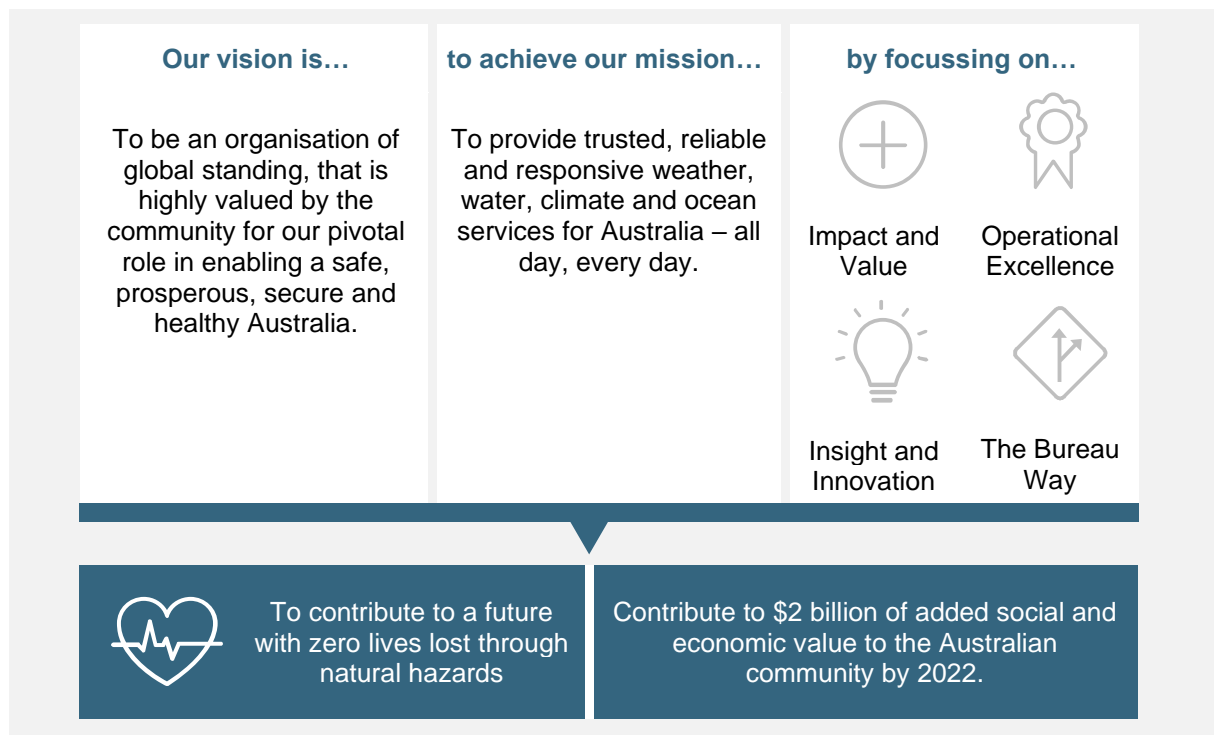 Our vision is…
To be an organisation of
global standing, that is
highly valued by the
community for our pivotal
role in enabling a safe,
prosperous, secure and
healthy Australia.
to achieve our mission…
To provide trusted, reliable
and responsive weather,
water, climate and ocean
services for Australia – all
day, every day.
by focussing on…
Impact and
Value
Operational
Excellence
Insight and
Innovation
The Bureau
Way
To contribute to a future
with zero lives lost through
natural hazards
Contribute to $2 billion of added social and
economic value to the Australian
community by 2022.